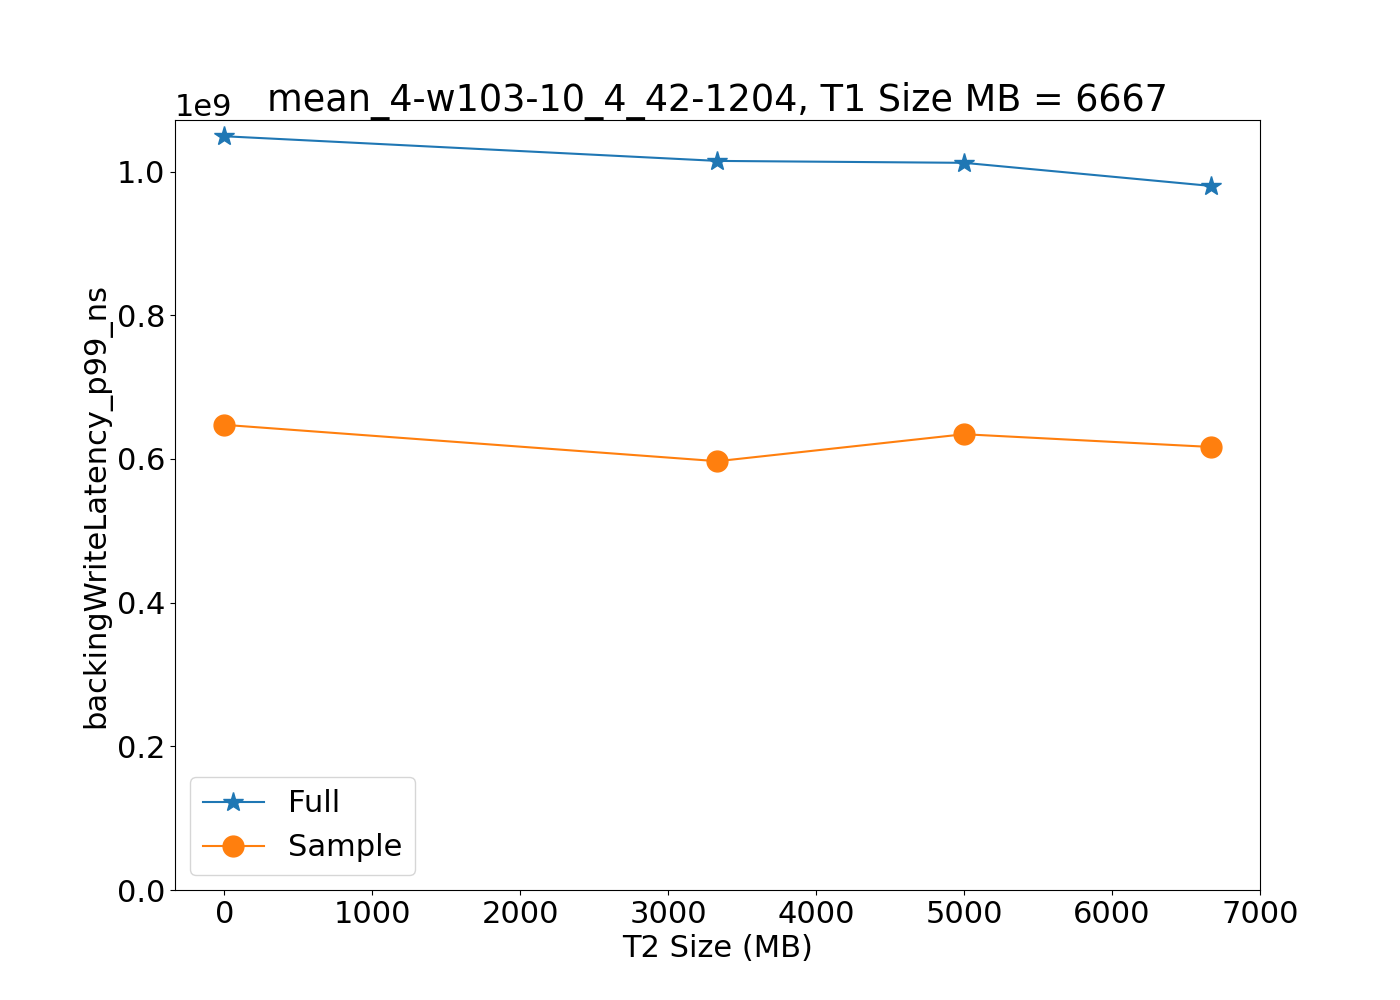 mean_4-w103-10_4_42-1204, T1 Size MB = 6667
1e9
1.0
0.8
0.6
0.4
0.2
0.0
backingWriteLatency_p99_ns
Full
Sample
0 1000 2000 3000 4000 5000 6000 7000
T2 Size (MB)